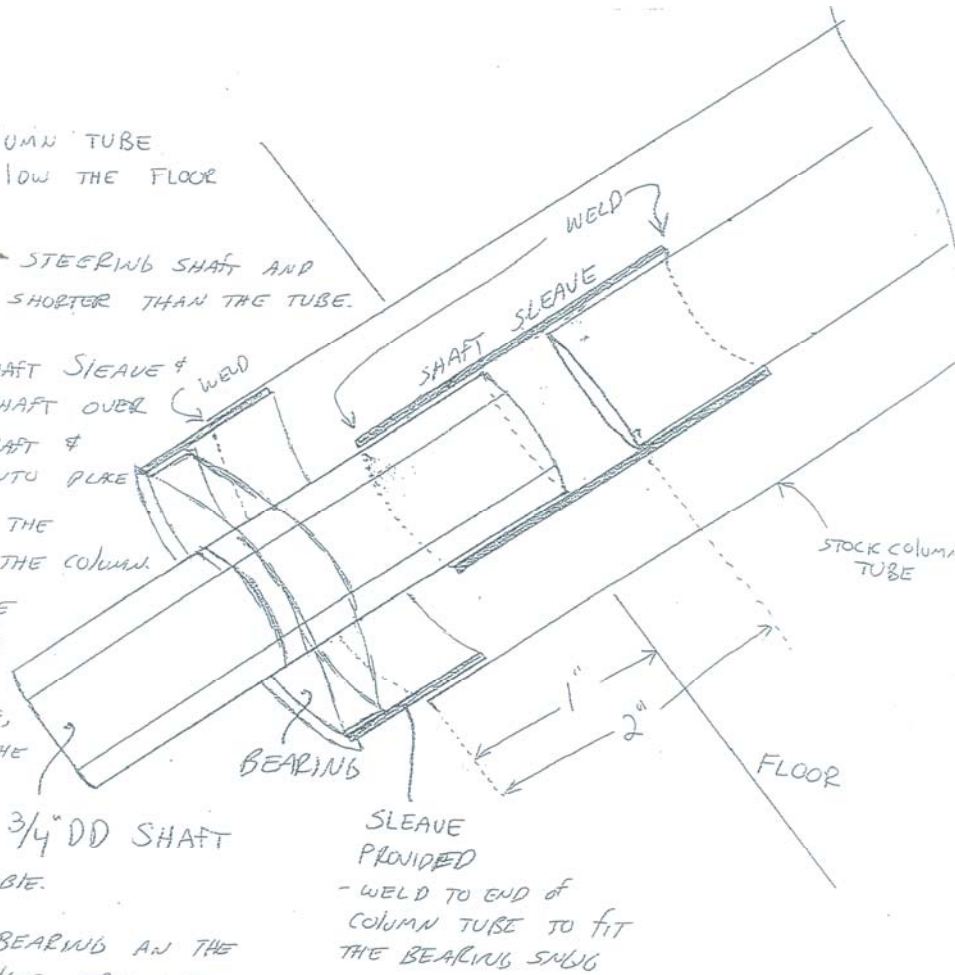 UMN TUBE
LOW THE FLOOR
STEERING SHAFT AND
SHORTER THAN THE TUBE.
AFT SLEAVE &
HAFT OVER
AFT &
NTO PLACE
THE
THE COLUMN.
E
E,
HE
3/4" DD SHAFT
BLE.
BEARING AN THE
WELD
WELD
SHAFT SLEAVE
STOCK COLUMN
TUBE
1"
2"
FLOOR
BEARING
SLEAVE
PROVIDED
- WELD TO END OF
COLUMN TUBE TO FIT
THE BEARING SNUG